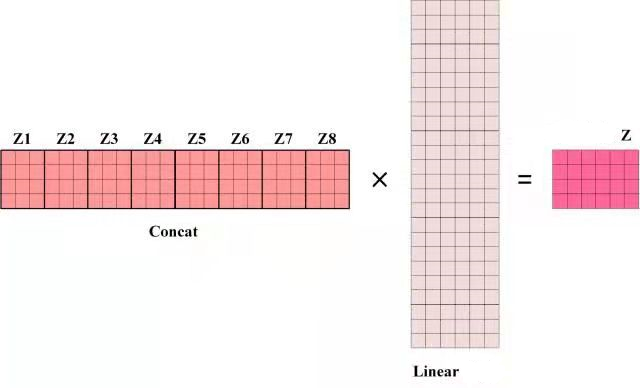 Z1 Z2 Z3 Z4 Z5 Z6 Z7 Z8
Z
× =
Concat
Linear